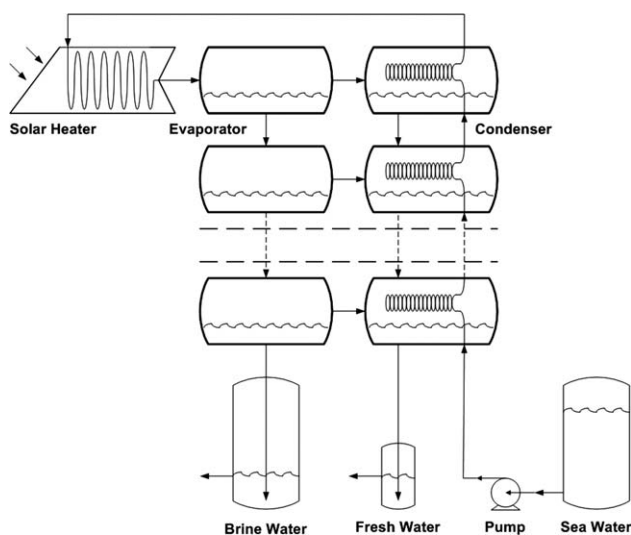 Solar Heater
Evaporator
Condenser
Brine Water
Fresh Water
Pump
Sea Water